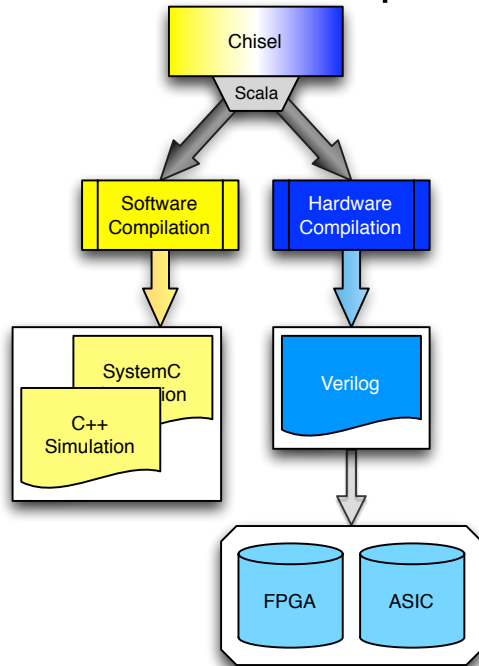 Chisel
Scala
Software
Compilation
Hardware
Compilation
SystemC
C++
Simulation
Verilog
FPGA
ASIC